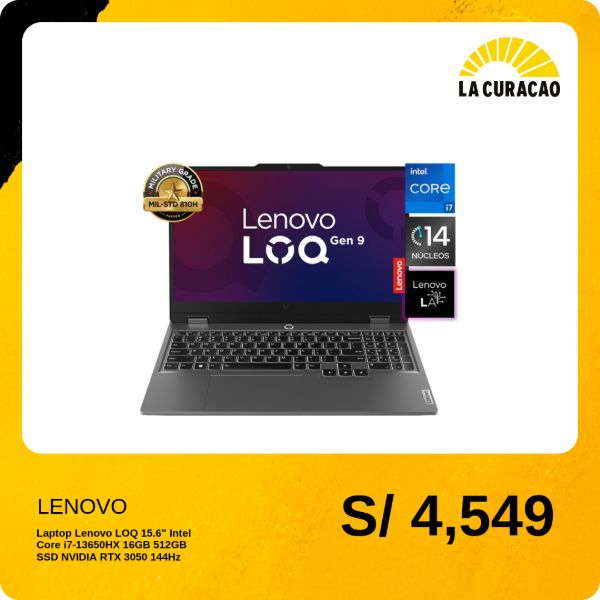 LA CURACAO
MILITARY GRADE
MIL-STD 810H
PASSED
intel
CORE
i7
Lenovo
LOQ Gen 9
14
NÚCLEOS
Lenovo
Lenovo
LA
Lenovo
LENOVO
Laptop Lenovo LOQ 15.6" Intel
Core i7-13650HX 16GB 512GB
SSD NVIDIA RTX 3050 144Hz
S/ 4,549